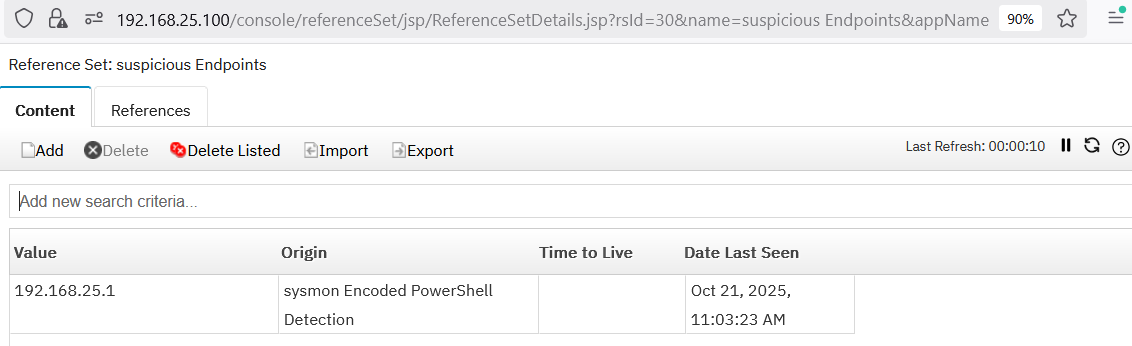 192.168.25.100/console/referenceSet/jsp/ReferenceSetDetails.jsp?rsId=30&name=suspicious Endpoints&appName 90%
Reference Set: suspicious Endpoints
Content References
Add Delete Delete Listed Import Export Last Refresh: 00:00:10
Add new search criteria...
Value Origin Time to Live Date Last Seen
192.168.25.1 sysmon Encoded PowerShell Oct 21, 2025,
Detection 11:03:23 AM